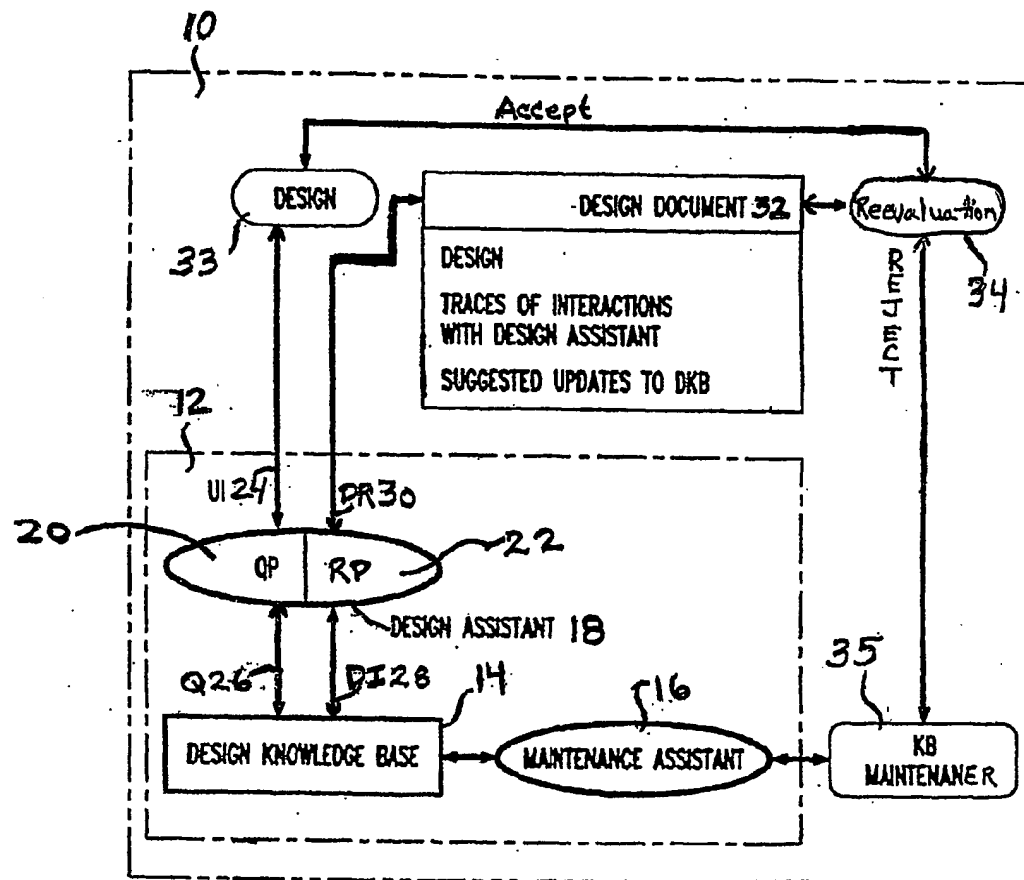 10
Accept
DESIGN
33
DESIGN DOCUMENT 32
DESIGN
TRACES OF INTERACTIONS
WITH DESIGN ASSISTANT
SUGGESTED UPDATES TO DKB
Reevaluation
34
REJECT
12
UI 24
DR30
20
QP
RP
22
DESIGN ASSISTANT 18
Q26
DI28
14
16
35
DESIGN KNOWLEDGE BASE
MAINTENANCE ASSISTANT
KB
MAINTENANER